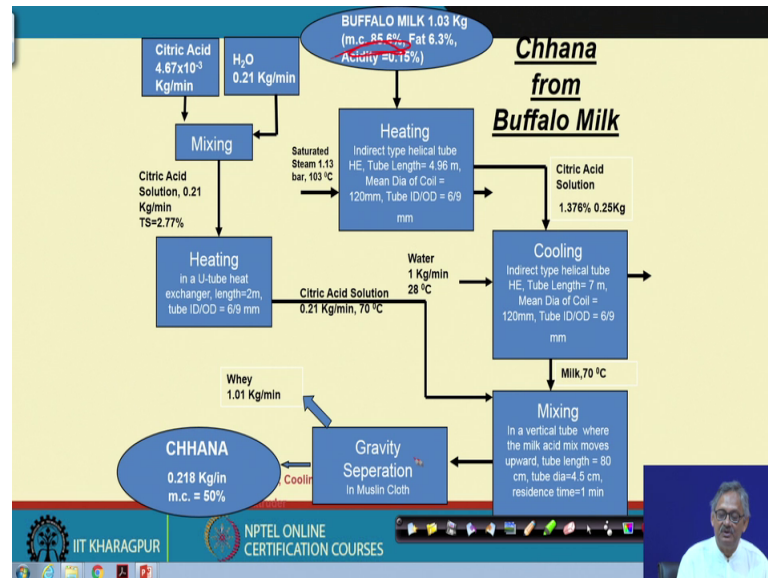 BUFFALO MILK 1.03 Kg
(m.c. 85.6%, Fat 6.3%,
Acidity =0.15%)
Chhana
from
Buffalo Milk
Citric Acid
4.67x10-3
Kg/min
H2O
0.21 Kg/min
Mixing
Heating
Indirect type helical tube
HE, Tube Length= 4.96 m,
Mean Dia of Coil =
120mm, Tube ID/OD = 6/9
mm
Saturated
Steam 1.13
bar, 103 0C
Citric Acid
Solution, 0.21
Kg/min
TS=2.77%
Citric Acid
Solution
1.376% 0.25Kg
Heating
in a U-tube heat
exchanger, length=2m,
tube ID/OD = 6/9 mm
Water
1 Kg/min
28 0C
Cooling
Indirect type helical tube
HE, Tube Length= 7 m,
Mean Dia of Coil =
120mm, Tube ID/OD = 6/9
mm
Citric Acid Solution
0.21 Kg/min, 70 0C
Milk,70 0C
Whey
1.01 Kg/min
Mixing
In a vertical tube where
the milk acid mix moves
upward, tube length = 80
cm, tube dia=4.5 cm,
residence time=1 min
Gravity
Seperation
In Muslin Cloth
CHHANA
0.218 Kg/in
m.c. = 50%
, Coolin
IIT KHARAGPUR
NPTEL ONLINE
CERTIFICATION COURSES